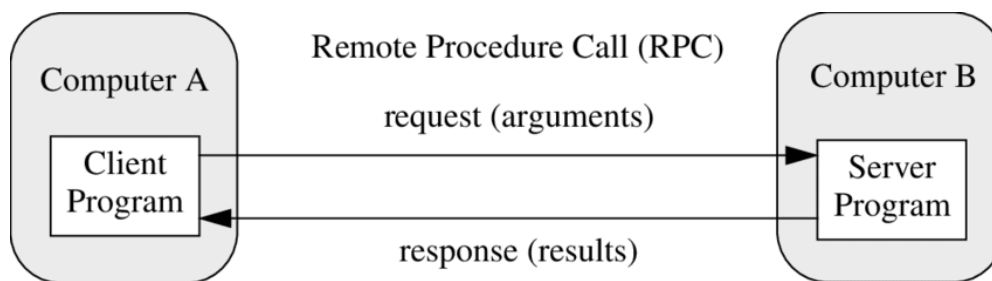 Remote Procedure Call (RPC)
Computer A
Computer B
request (arguments)
Client
Program
Server
Program
response (results)